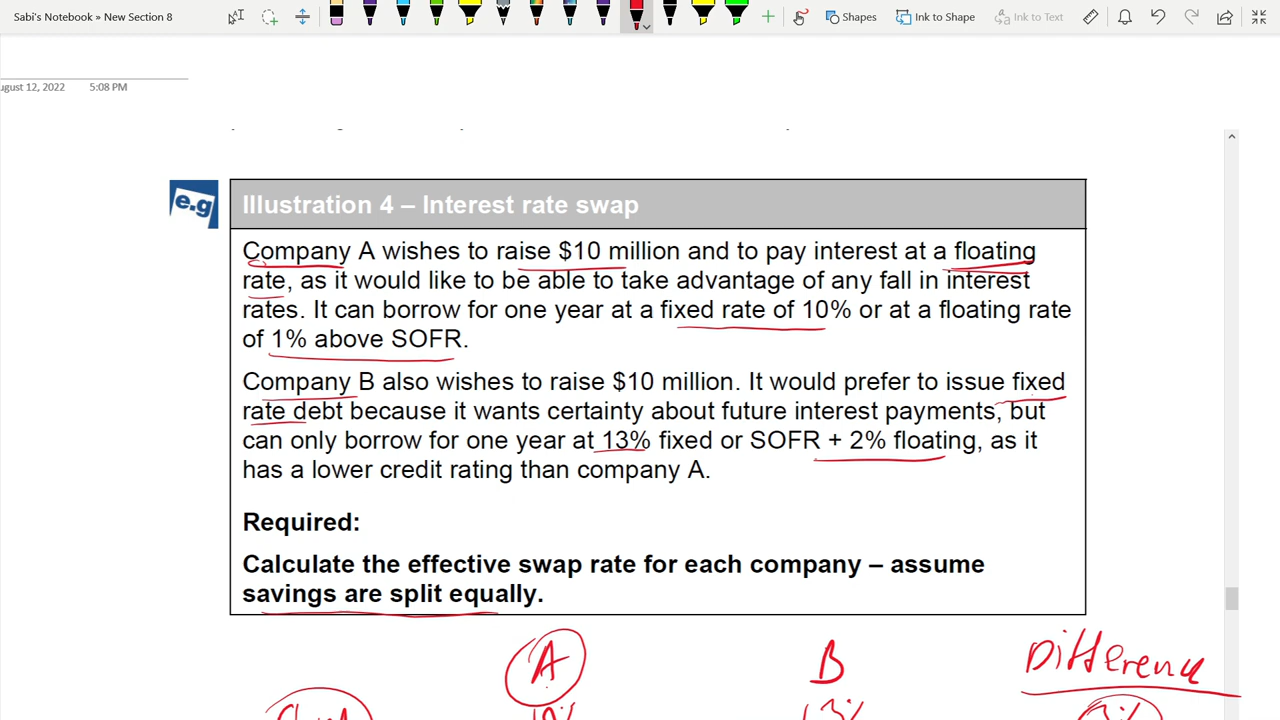 Sabi's Notebook » New Section 8
Shapes Ink to Shape Ink to Text
ugust 12, 2022 5:08 PM
e.g
Illustration 4 – Interest rate swap
Company A wishes to raise $10 million and to pay interest at a floating
rate, as it would like to be able to take advantage of any fall in interest
rates. It can borrow for one year at a fixed rate of 10% or at a floating rate
of 1% above SOFR.
Company B also wishes to raise $10 million. It would prefer to issue fixed
rate debt because it wants certainty about future interest payments, but
can only borrow for one year at 13% fixed or SOFR + 2% floating, as it
has a lower credit rating than company A.
Required:
Calculate the effective swap rate for each company – assume
savings are split equally.
A B Difference